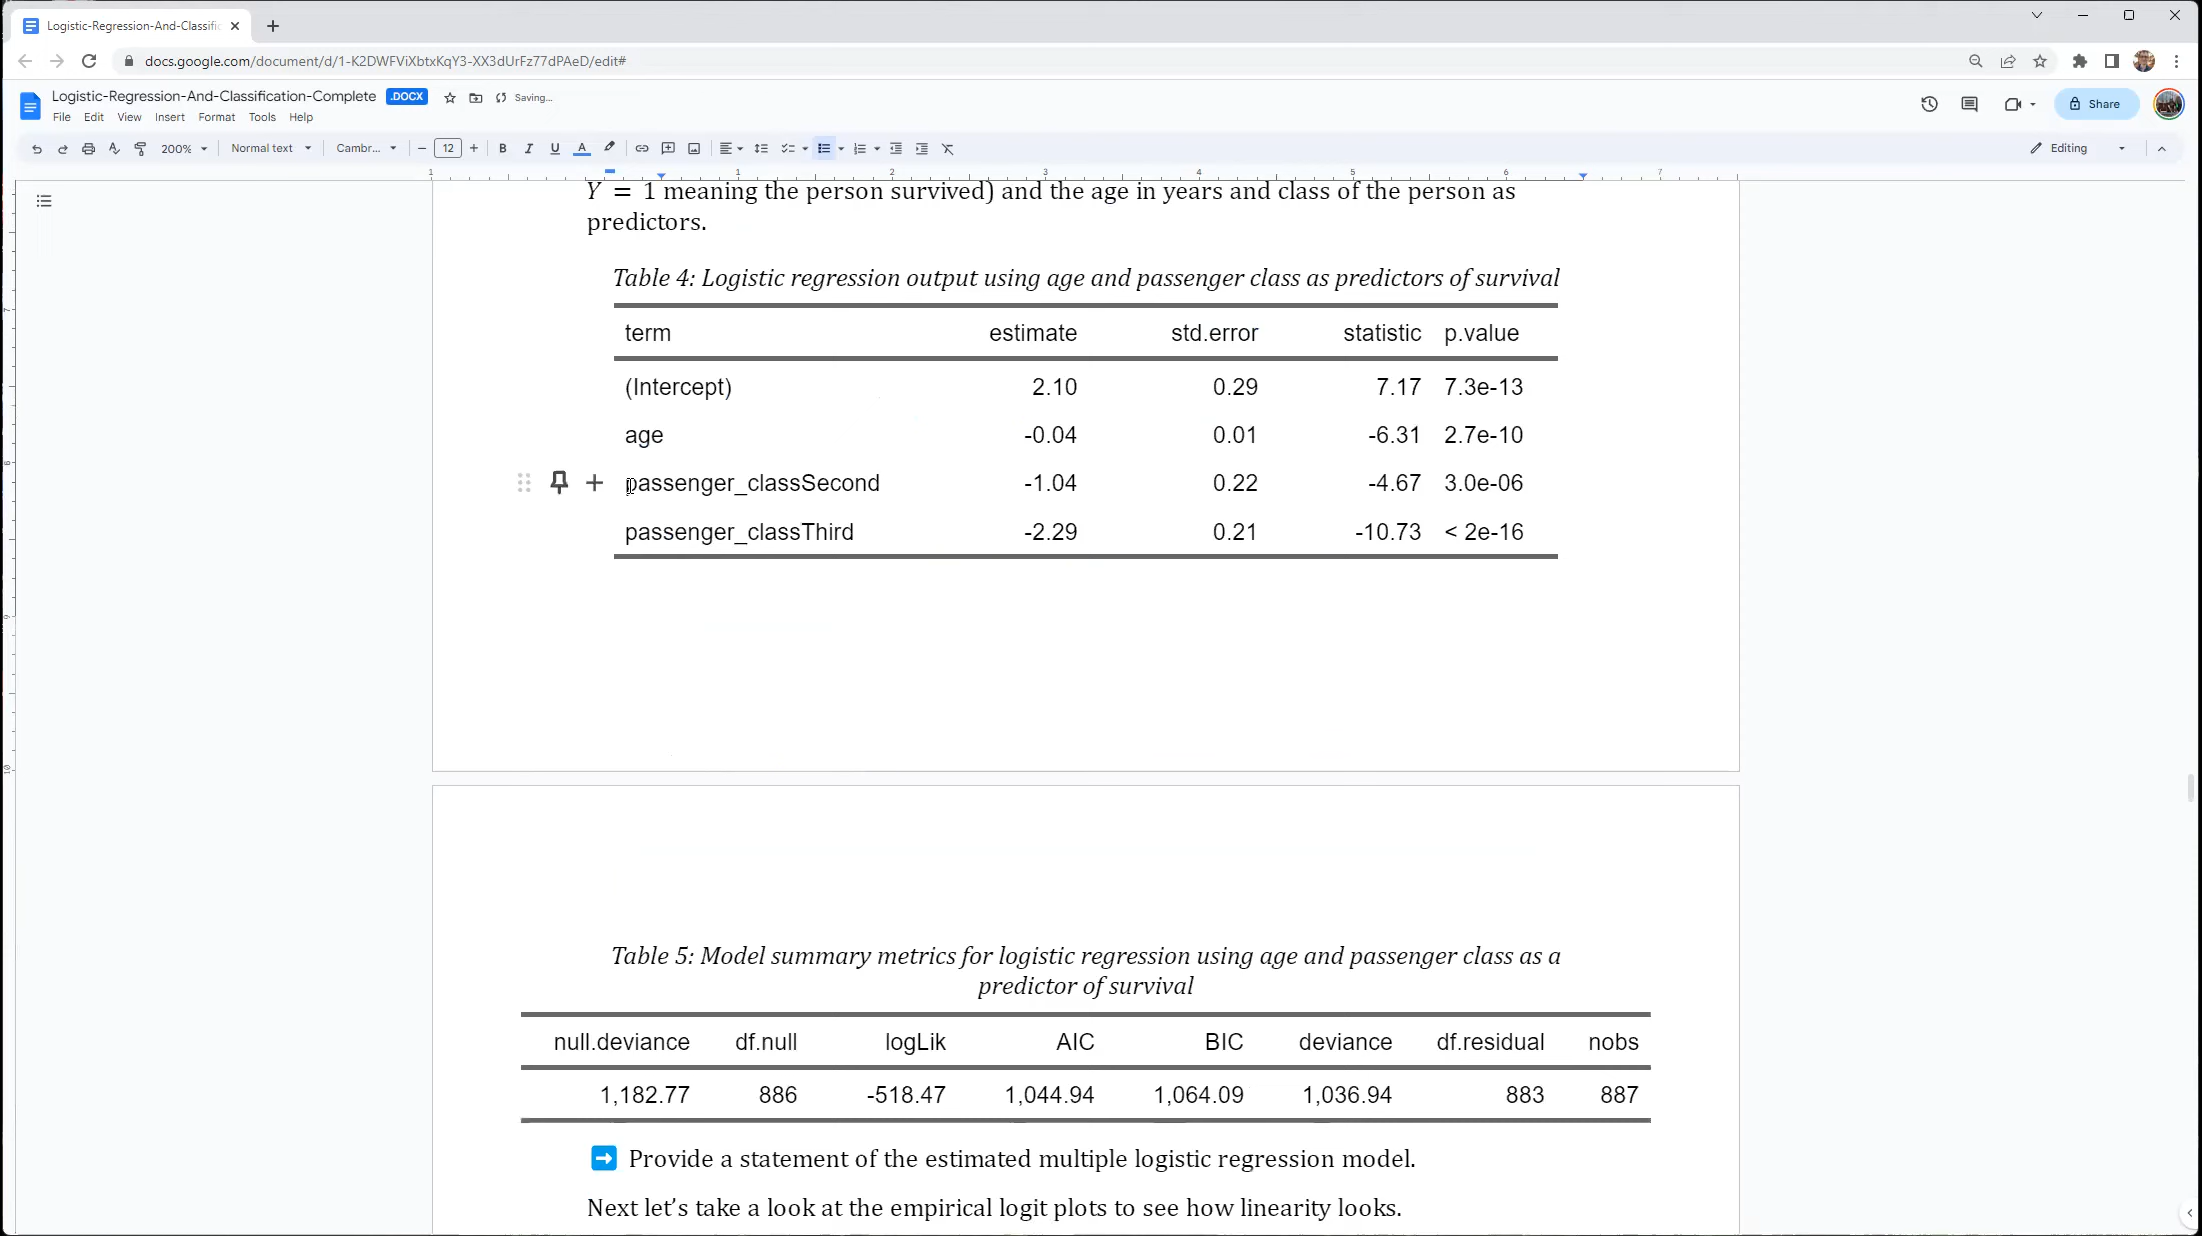 Logistic-Regression-And-Classific
docs.google.com/document/d/1-K2DWFViXbtxKqY3-XX3dUrFz77dPAeD/edit#
Logistic-Regression-And-Classification-Complete .DOCX Saving...
File Edit View Insert Format Tools Help
Share
200% Normal text Cambr... 12 B I U A Editing
1 1 2 3 4 5 6 7
Y = 1 meaning the person survived) and the age in years and class of the person as
predictors.
Table 4: Logistic regression output using age and passenger class as predictors of survival
term estimate std.error statistic p.value
(Intercept) 2.10 0.29 7.17 7.3e-13
age -0.04 0.01 -6.31 2.7e-10
passenger_classSecond -1.04 0.22 -4.67 3.0e-06
passenger_classThird -2.29 0.21 -10.73 < 2e-16
Table 5: Model summary metrics for logistic regression using age and passenger class as a
predictor of survival
null.deviance df.null logLik AIC BIC deviance df.residual nobs
1,182.77 886 -518.47 1,044.94 1,064.09 1,036.94 883 887
Provide a statement of the estimated multiple logistic regression model.
Next let's take a look at the empirical logit plots to see how linearity looks.